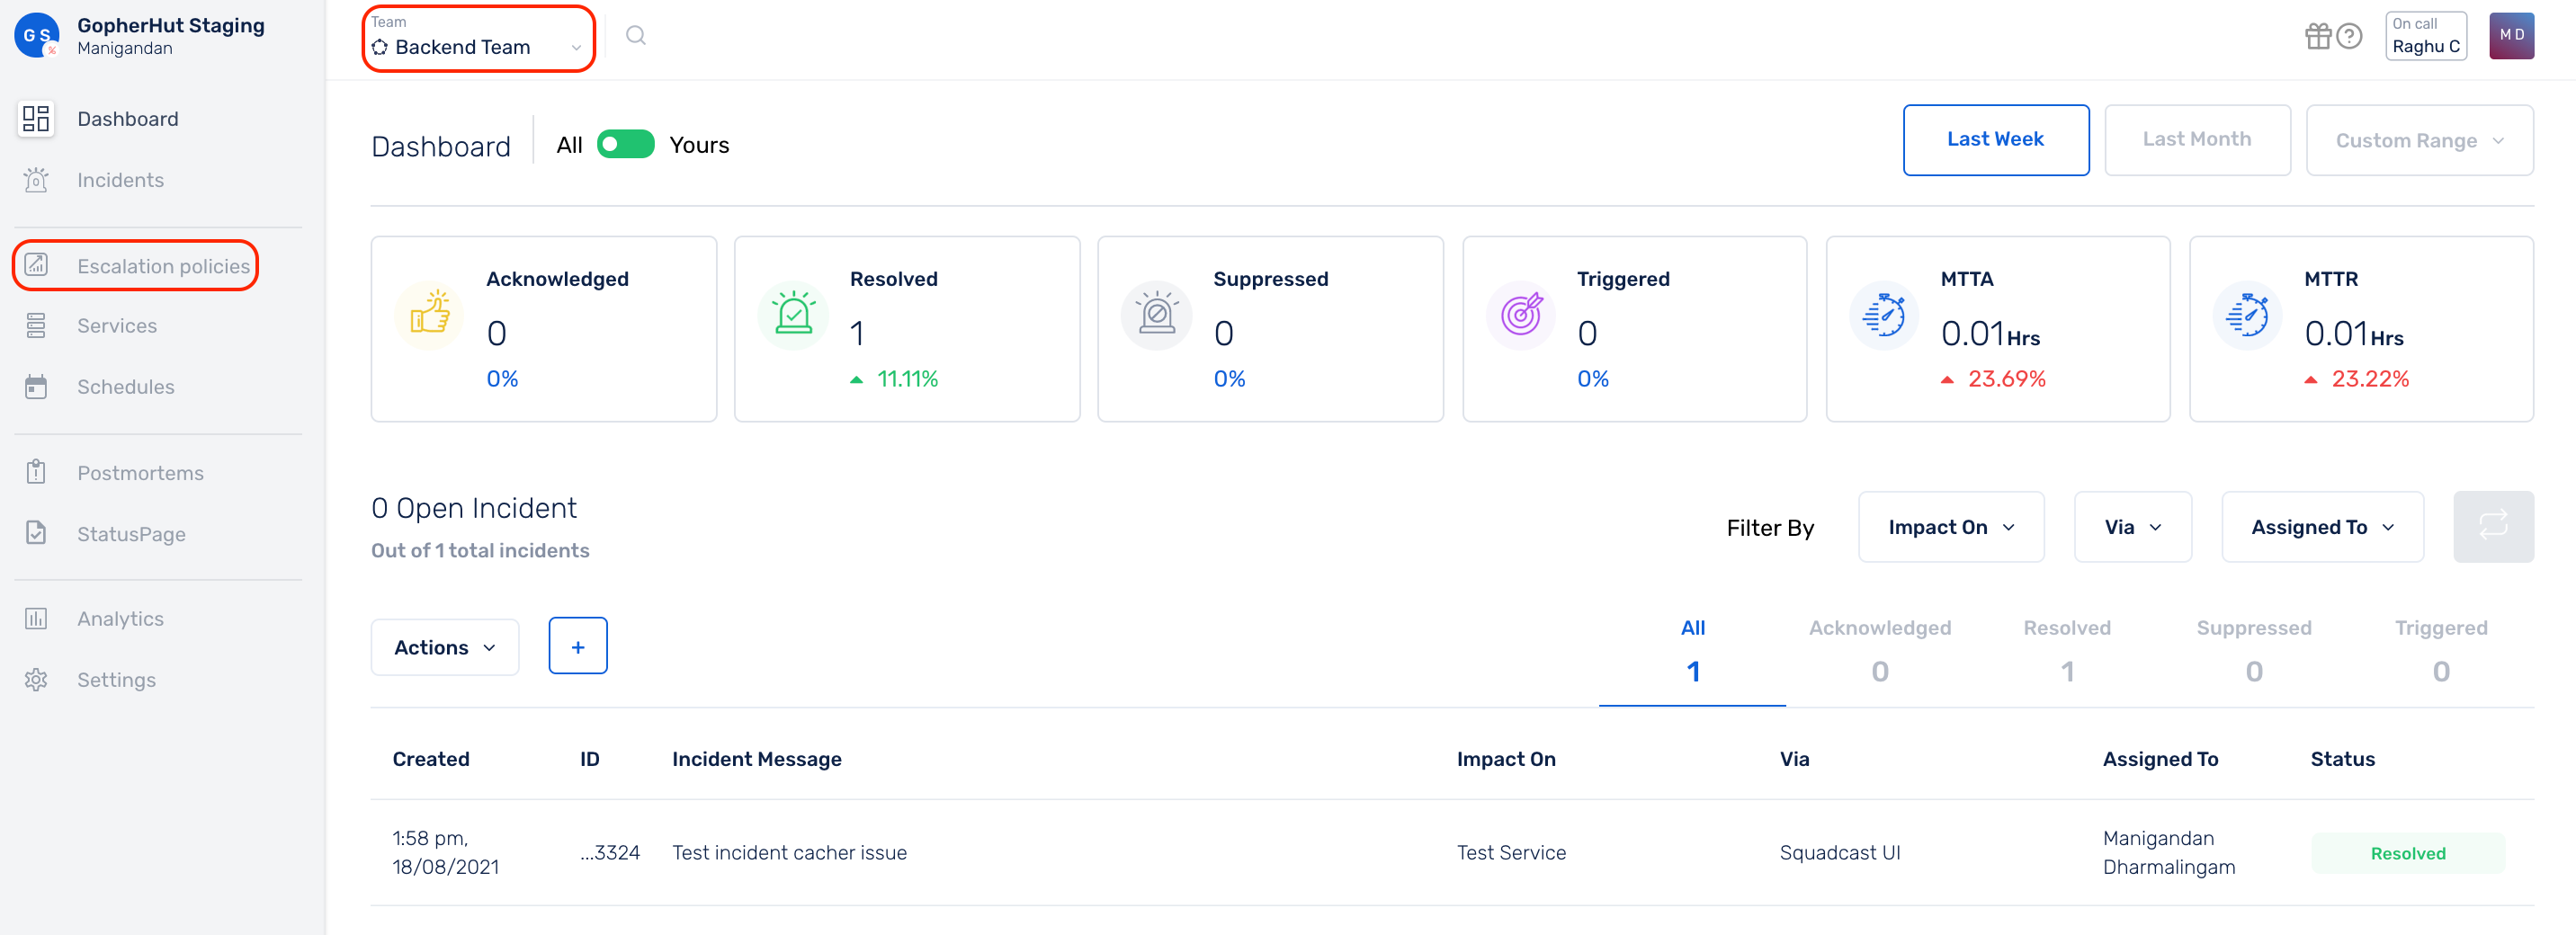 G S
GopherHut Staging
Manigandan
Dashboard
Incidents
Escalation policies
Services
Schedules
Postmortems
StatusPage
Analytics
Settings
Team
Backend Team
On call
Raghu C
M D
Dashboard
All
Yours
Last Week
Last Month
Custom Range
Acknowledged
0
0%
Resolved
1
11.11%
Suppressed
0
0%
Triggered
0
0%
MTTA
0.01Hrs
23.69%
MTTR
0.01Hrs
23.22%
0 Open Incident
Out of 1 total incidents
Filter By
Impact On
Via
Assigned To
Actions
+
All
1
Acknowledged
0
Resolved
1
Suppressed
0
Triggered
0
Created ID Incident Message Impact On Via Assigned To Status
1:58 pm,
18/08/2021
...3324
Test incident cacher issue
Test Service
Squadcast UI
Manigandan
Dharmalingam
Resolved